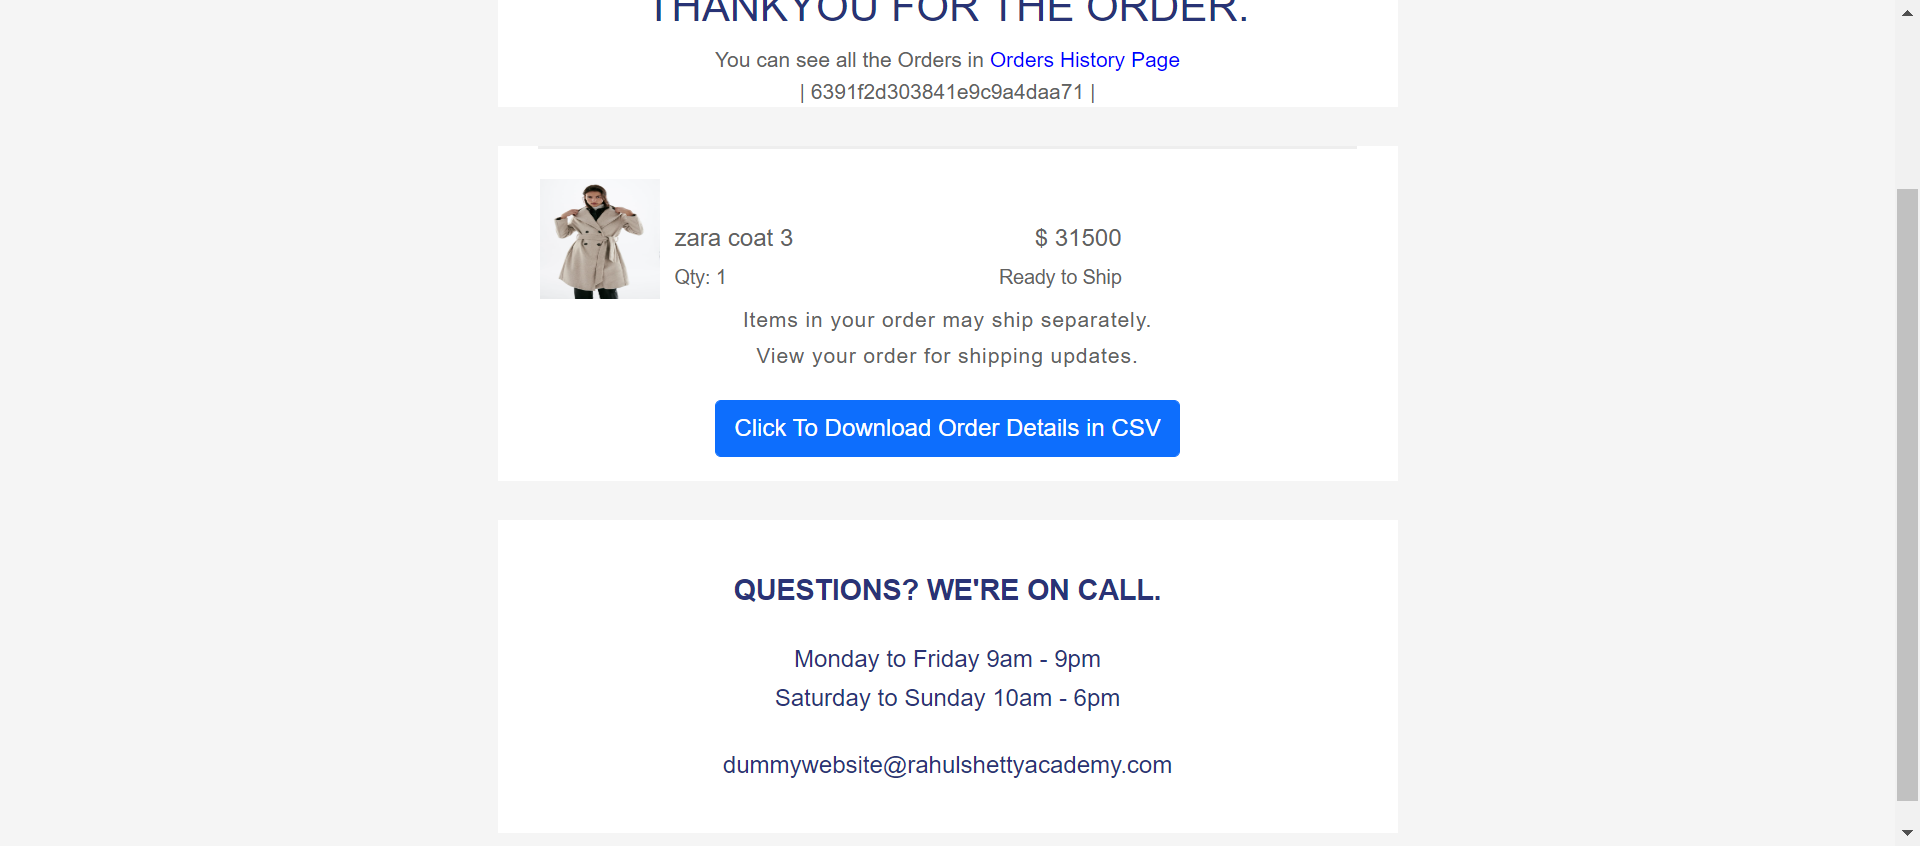 THANKYOU FOR THE ORDER.
You can see all the Orders in Orders History Page
| 6391f2d303841e9c9a4daa71 |
zara coat 3
$ 31500
Qty: 1
Ready to Ship
Items in your order may ship separately.
View your order for shipping updates.
Click To Download Order Details in CSV
QUESTIONS? WE'RE ON CALL.
Monday to Friday 9am - 9pm
Saturday to Sunday 10am - 6pm
dummywebsite@rahulshettyacademy.com